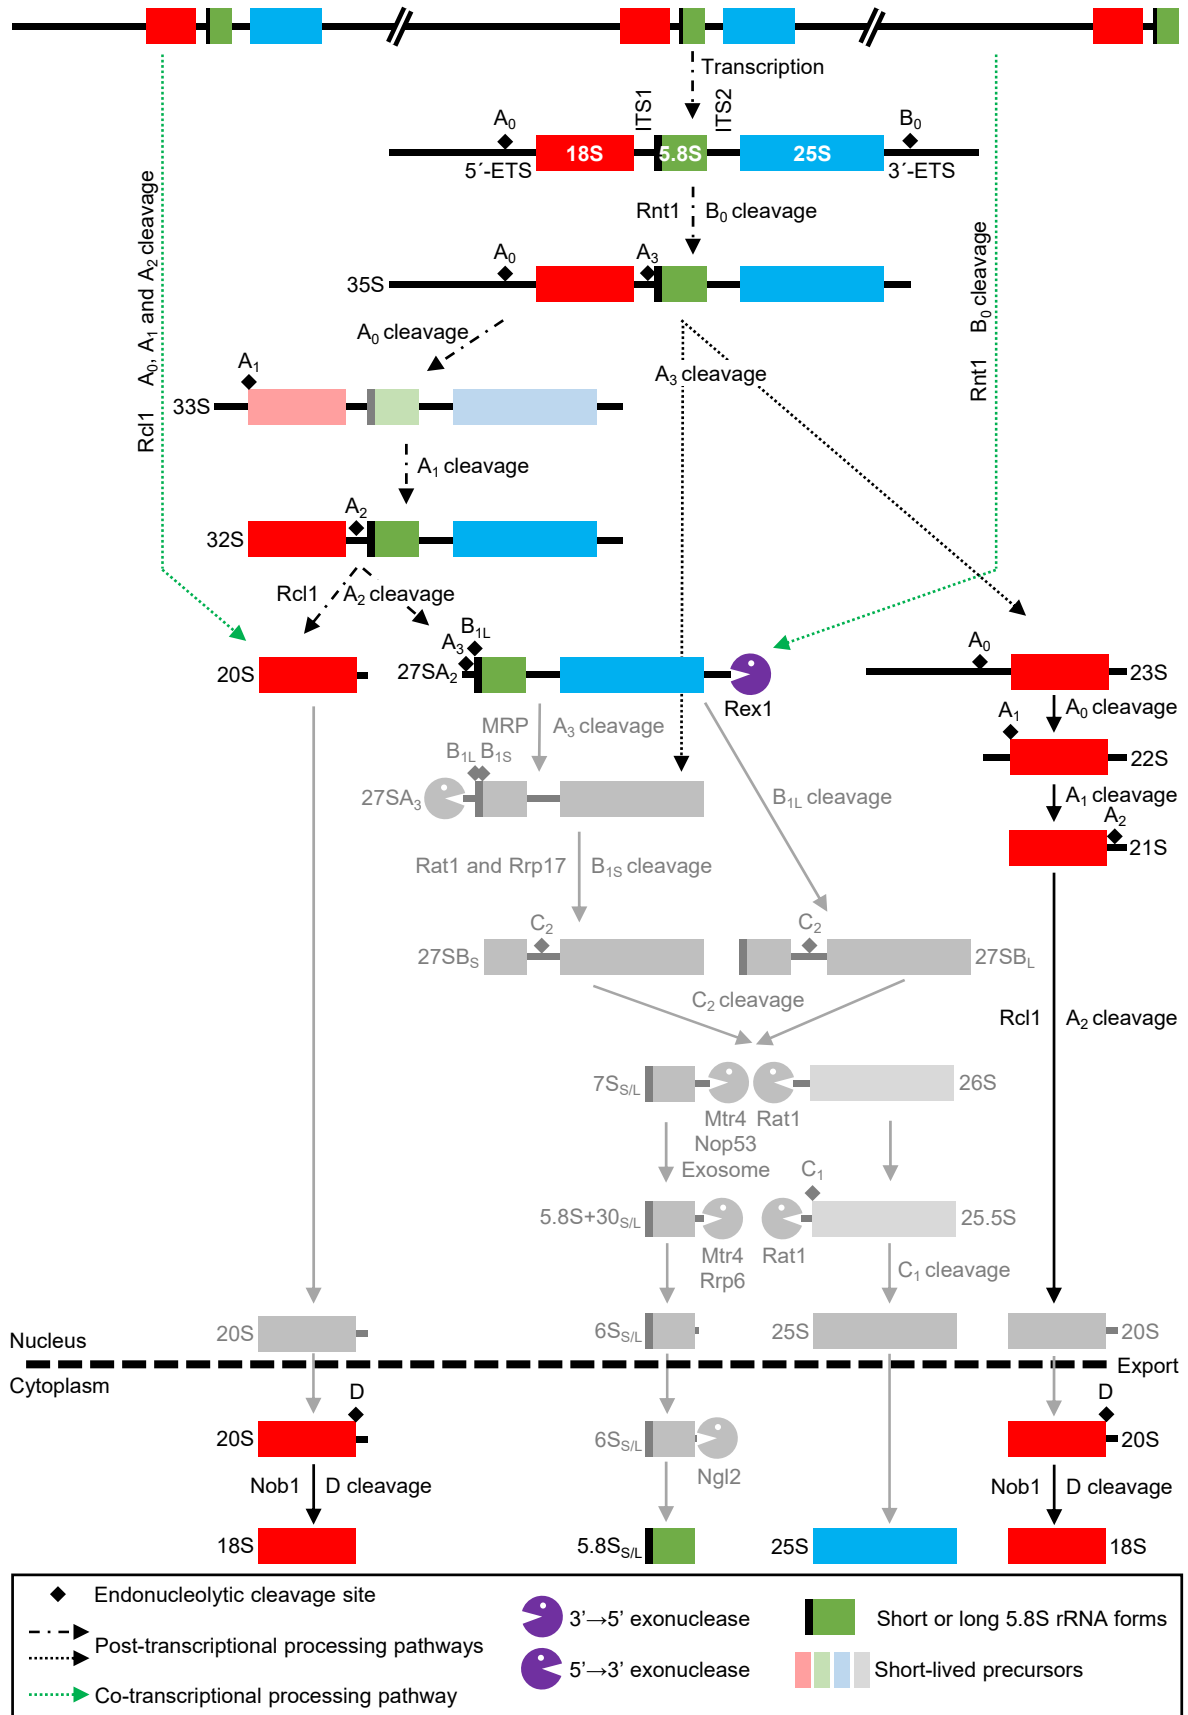 Transcription
ITS1
ITS2
A0
B0
18S
5.8S
25S
5´-ETS
3´-ETS
Rnt1
B0 cleavage
Rcl1 A0, A1 and A2 cleavage
Rnt1 B0 cleavage
A0
A3
35S
A0 cleavage
A3 cleavage
A1
33S
A1 cleavage
A2
32S
Rcl1
A2 cleavage
B1L
A3
A0
20S
27SA2
23S
Rex1
A0 cleavage
MRP
A3 cleavage
A1
B1L B1S
22S
27SA3
B1L cleavage
A1 cleavage
A2
21S
Rat1 and Rrp17
B1S cleavage
C2
C2
27SBS
27SBL
C2 cleavage
Rcl1
A2 cleavage
7SS/L
26S
Mtr4
Rat1
Nop53
Exosome
C1
5.8S+30S/L
25.5S
Mtr4
Rat1
Rrp6
C1 cleavage
20S
6SS/L
25S
20S
Nucleus
Export
Cytoplasm
D
D
20S
6SS/L
20S
Ngl2
Nob1
D cleavage
Nob1
D cleavage
18S
5.8SS/L
25S
18S
Endonucleolytic cleavage site
Post-transcriptional processing pathways
Co-transcriptional processing pathway
3’→5’ exonuclease
5’→3’ exonuclease
Short or long 5.8S rRNA forms
Short-lived precursors